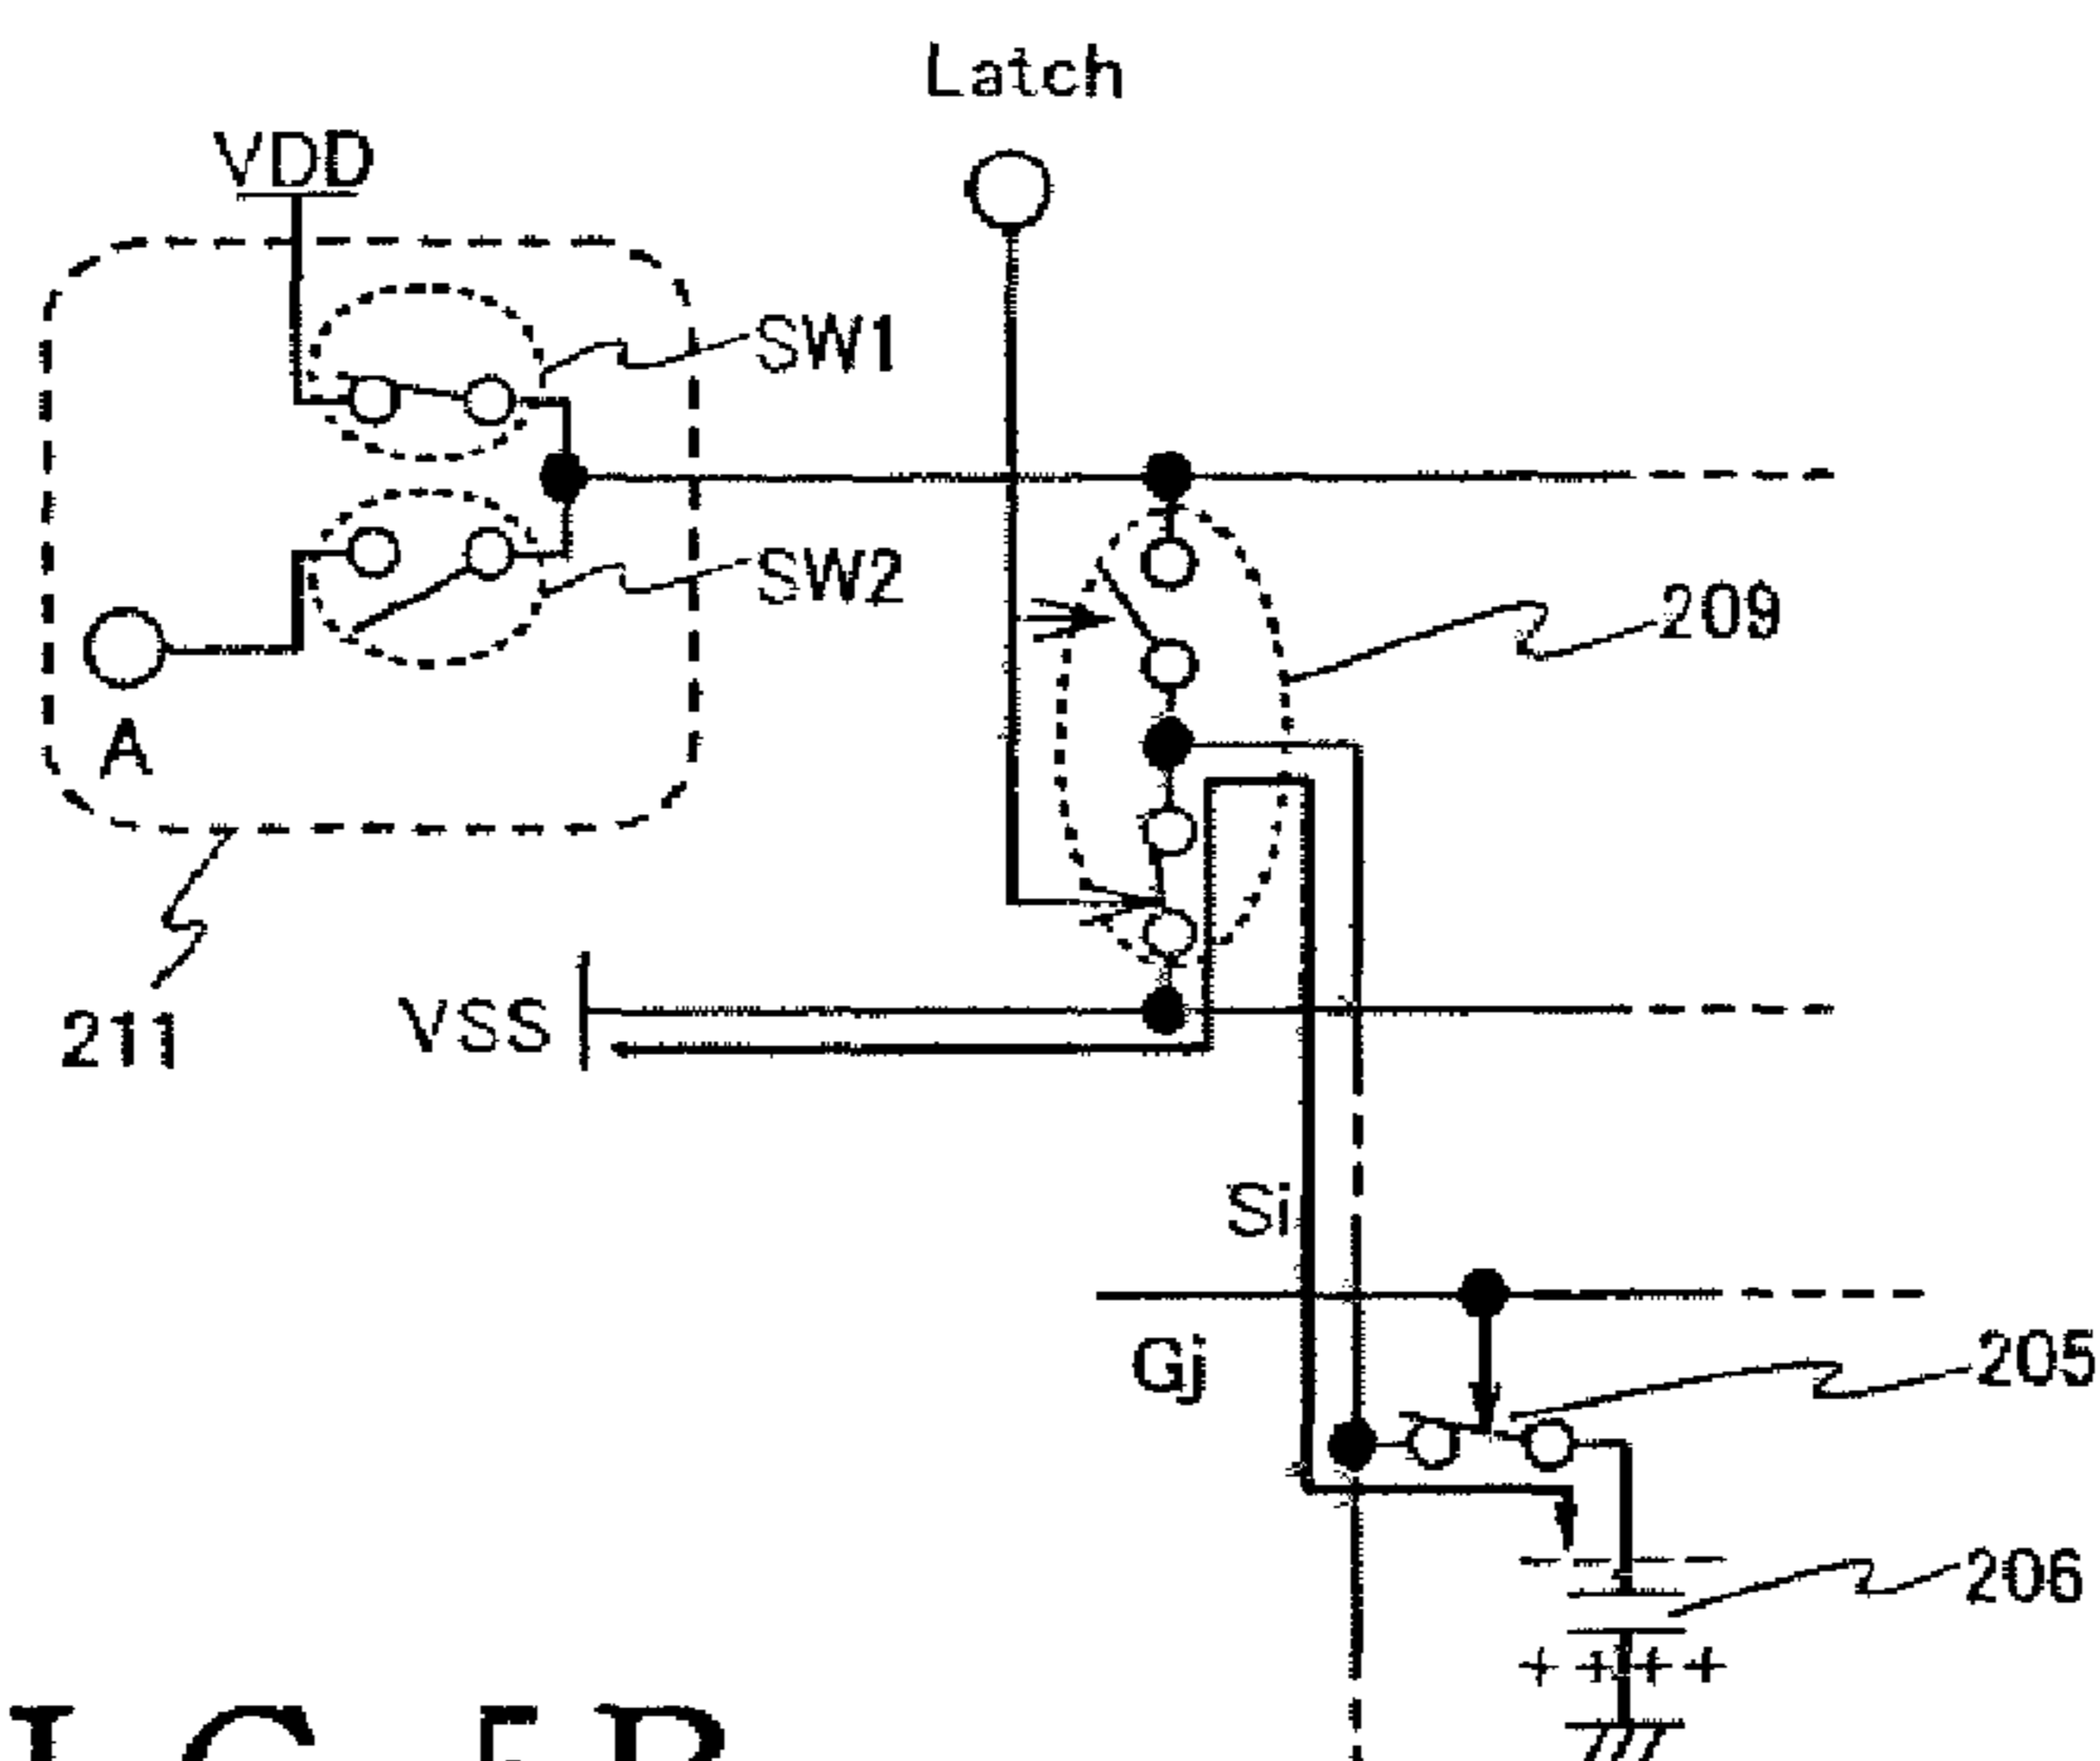 Latch
VDD
SW1
SW2
209
A
211
VSS
Si
Gj
205
206
- - - -
+ + + +